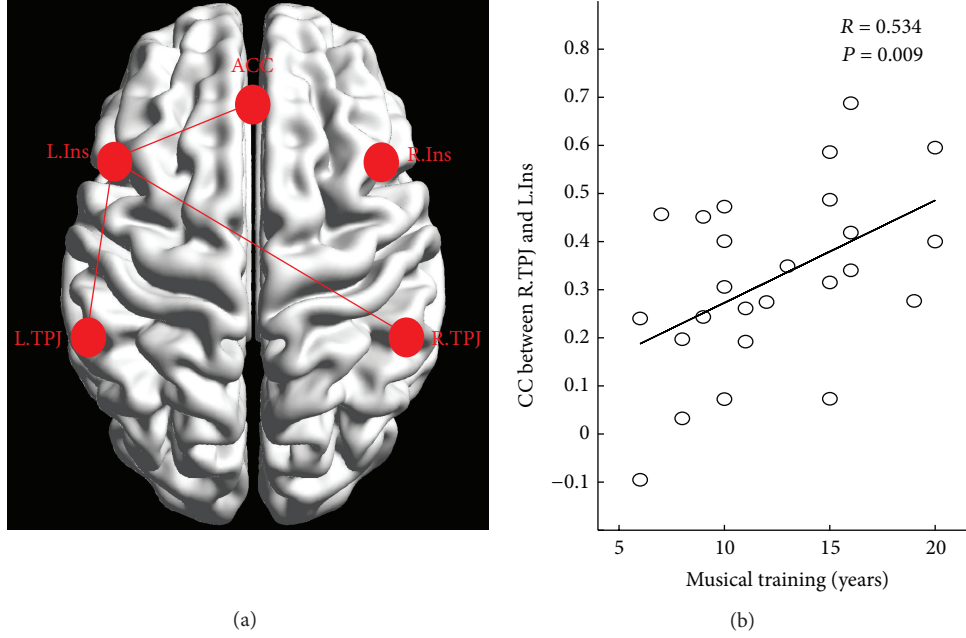 ACC
L.Ins
R.Ins
L.TPJ
R.TPJ
(a)
R = 0.534
P = 0.009
CC between R.TPJ and L.Ins
0.8
0.7
0.6
0.5
0.4
0.3
0.2
0.1
0
−0.1
5 10 15 20
Musical training (years)
(b)